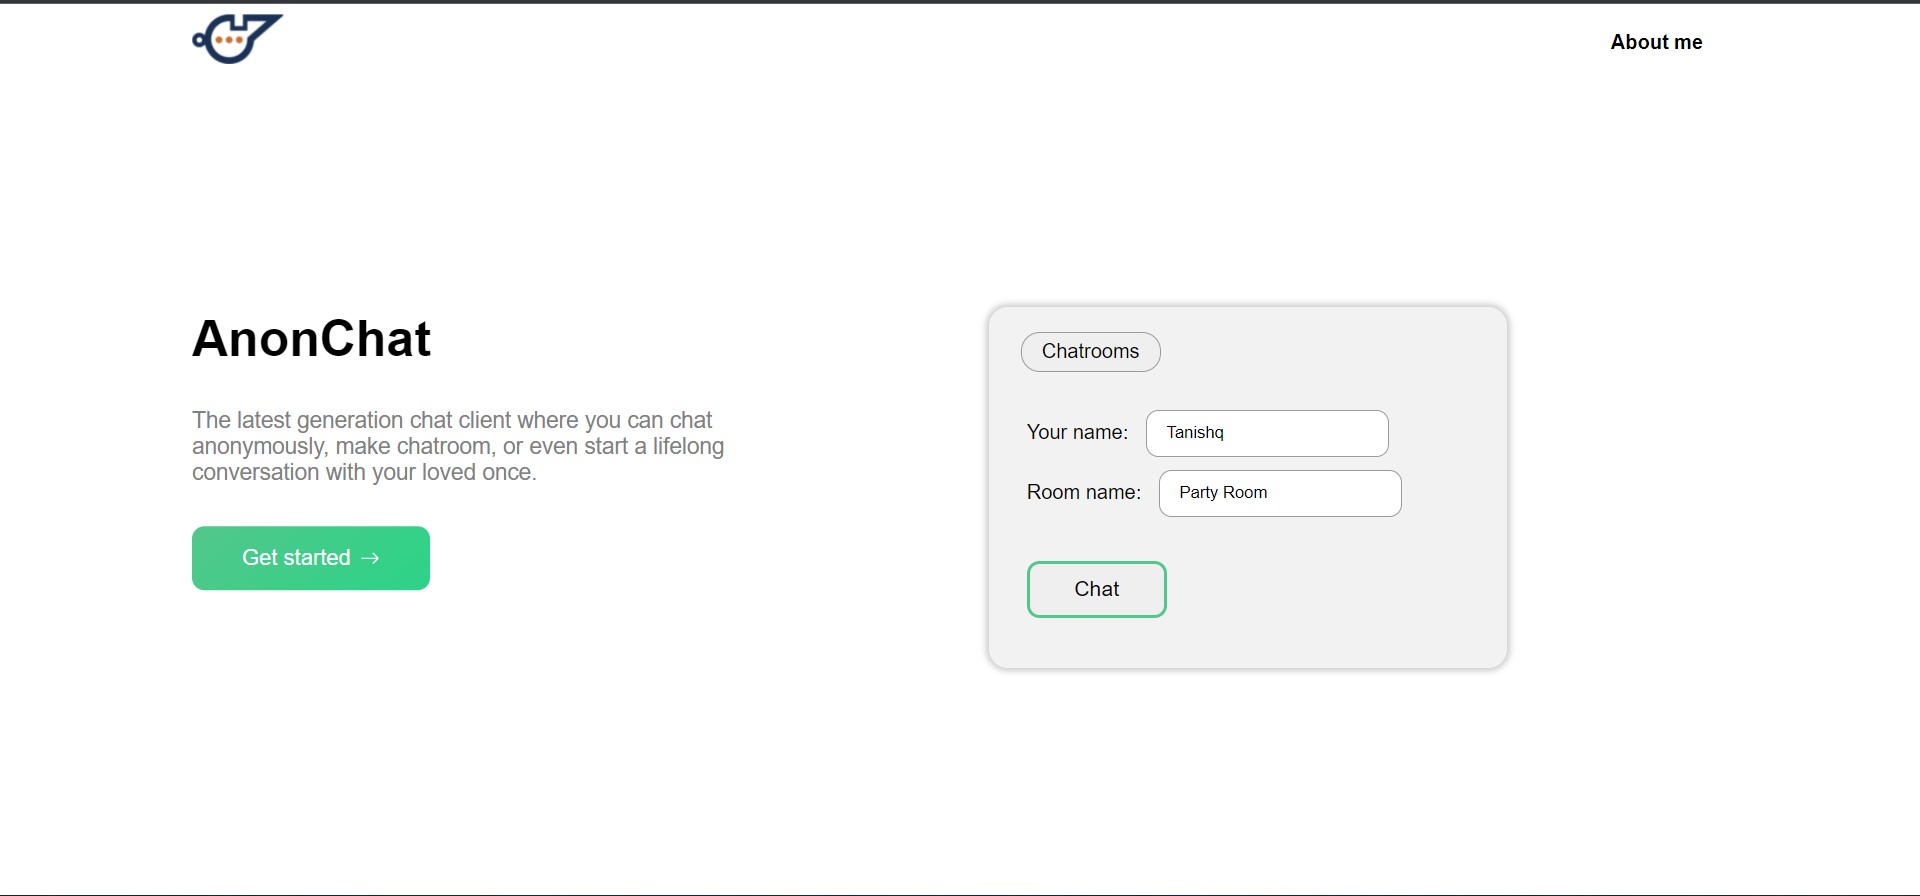 About me
AnonChat
The latest generation chat client where you can chat
anonymously, make chatroom, or even start a lifelong
conversation with your loved once.
Get started →
Chatrooms
Your name: Tanishq
Room name: Party Room
Chat